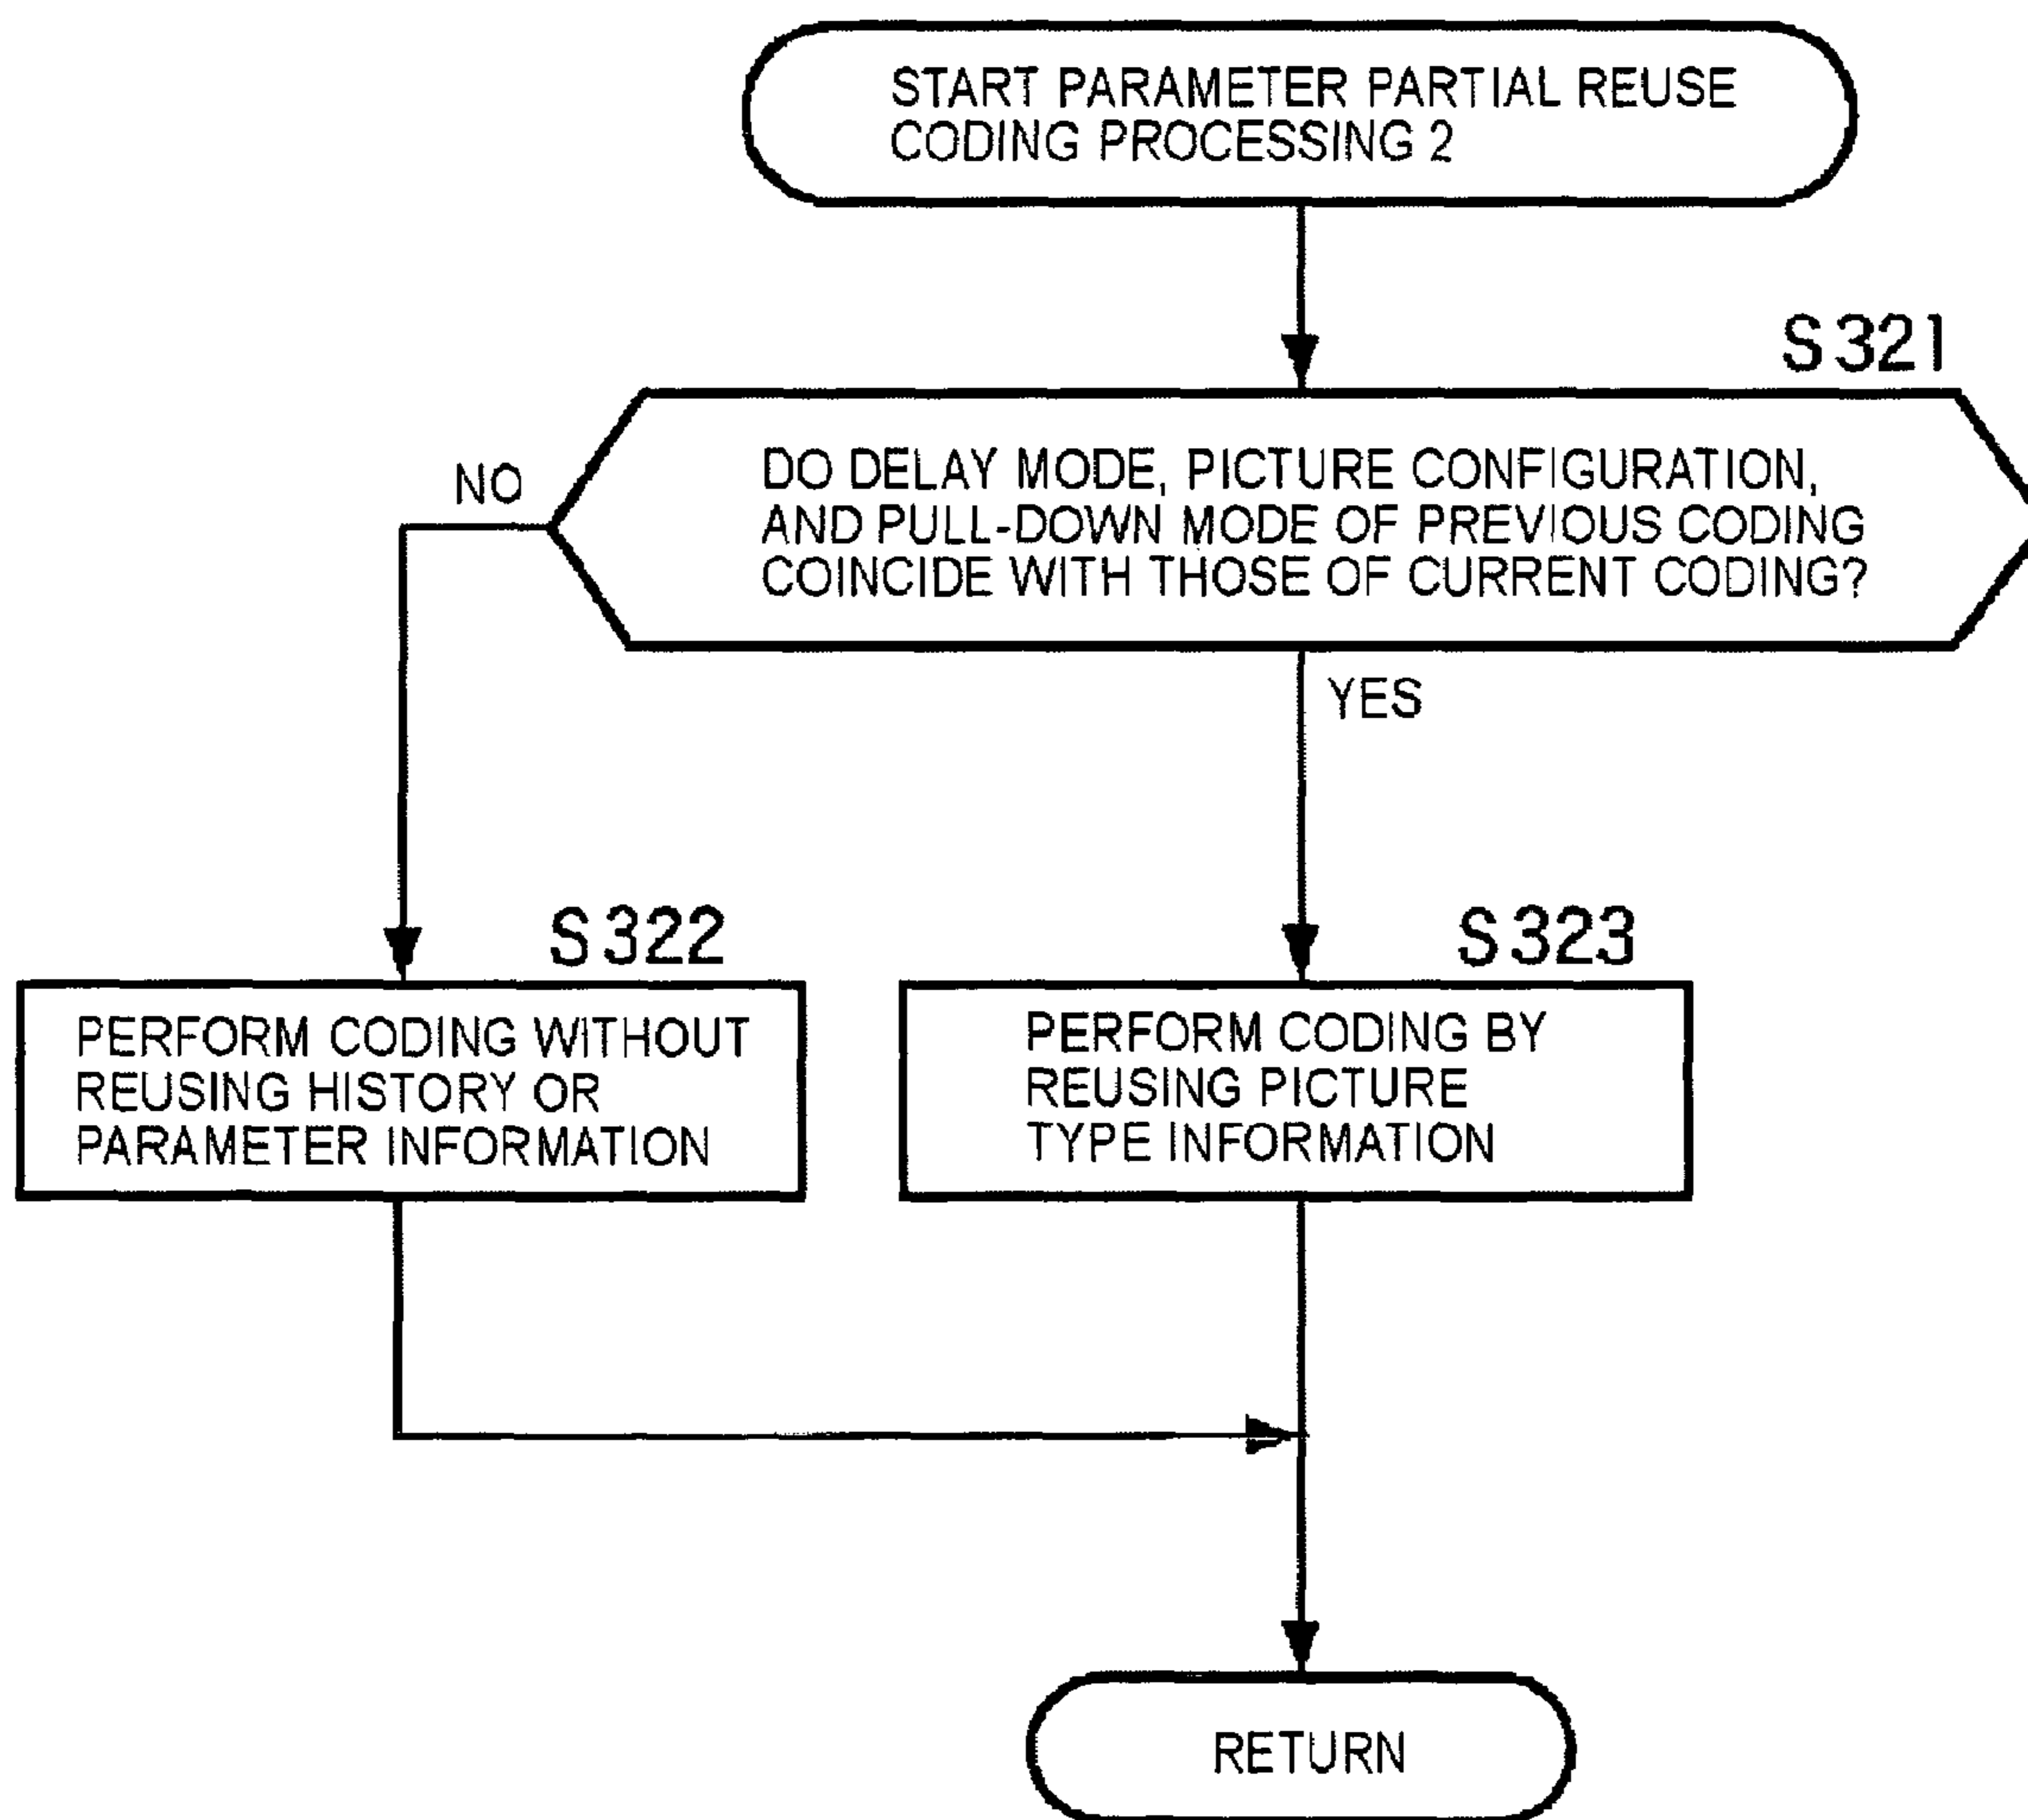 START PARAMETER PARTIAL REUSE
CODING PROCESSING 2
S321
DO DELAY MODE, PICTURE CONFIGURATION,
AND PULL-DOWN MODE OF PREVIOUS CODING
COINCIDE WITH THOSE OF CURRENT CODING?
NO
YES
S322
PERFORM CODING WITHOUT
REUSING HISTORY OR
PARAMETER INFORMATION
S323
PERFORM CODING BY
REUSING PICTURE
TYPE INFORMATION
RETURN